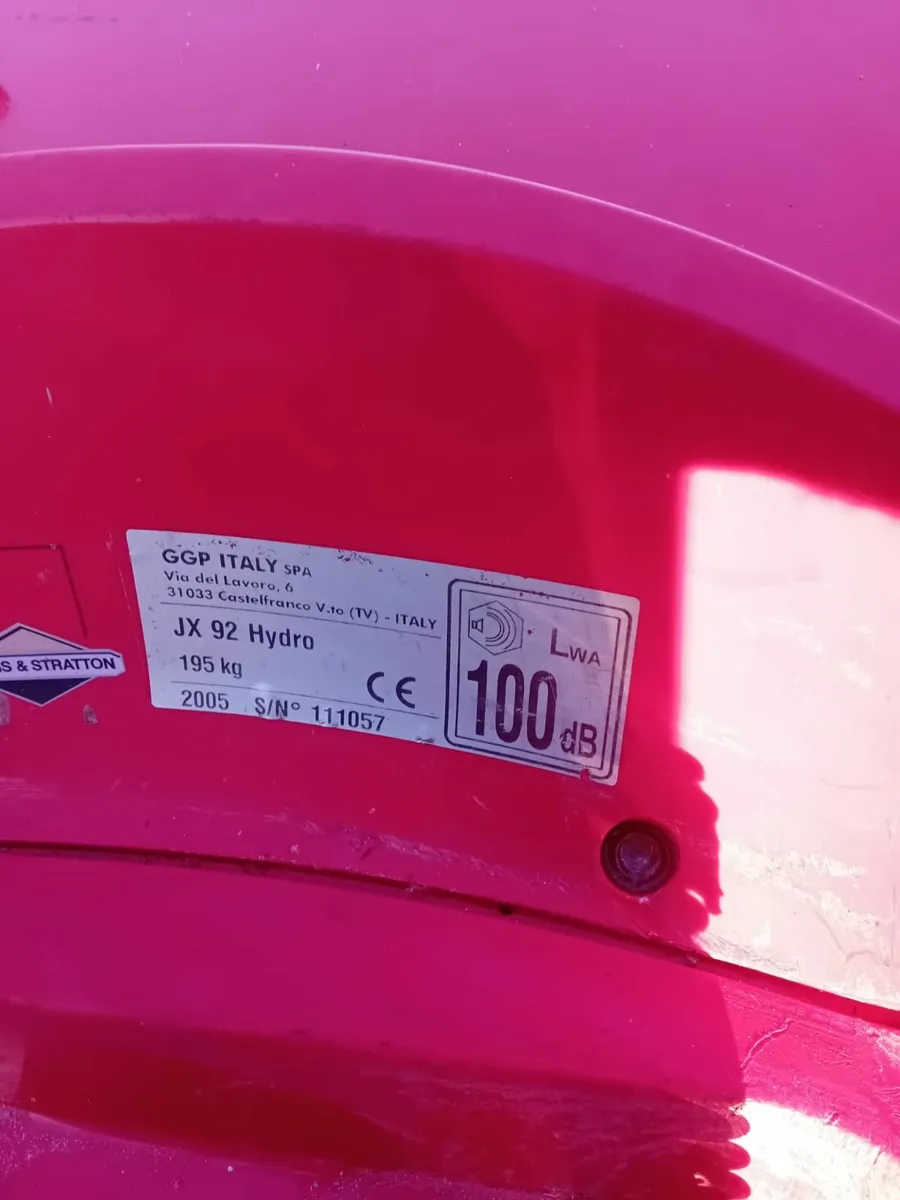 GGP ITALY SPA
Via del Lavoro, 6
31033 Castelfranco V.to (TV) - ITALY
JX 92 Hydro
195 kg
CE
2005 S/N° 111057
LWA
100 dB
S & STRATTON